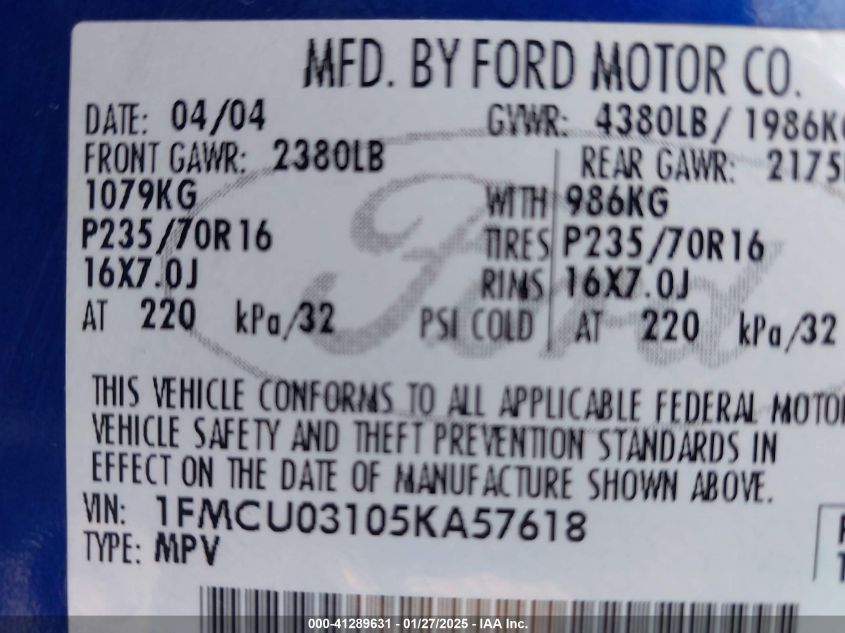 MFD. BY FORD MOTOR CO.
DATE: 04/04 GVWR: 4380LB/ 1986KG
FRONT GAWR: 2380LB REAR GAWR: 2175
1079KG WITH 986KG
P235/70R16 TIRES P235/70R16
16X7.0J RIMS 16X7.0J
AT 220 kPa/32 PSI COLD AT 220 kPa/32
Ford
THIS VEHICLE CONFORMS TO ALL APPLICABLE FEDERAL MOTOR
VEHICLE SAFETY AND THEFT PREVENTION STANDARDS IN
EFFECT ON THE DATE OF MANUFACTURE SHOWN ABOVE.
VIN: 1FMCU03105KA57618
TYPE: MPV
000-41289631 - 01/27/2025 - IAA Inc.